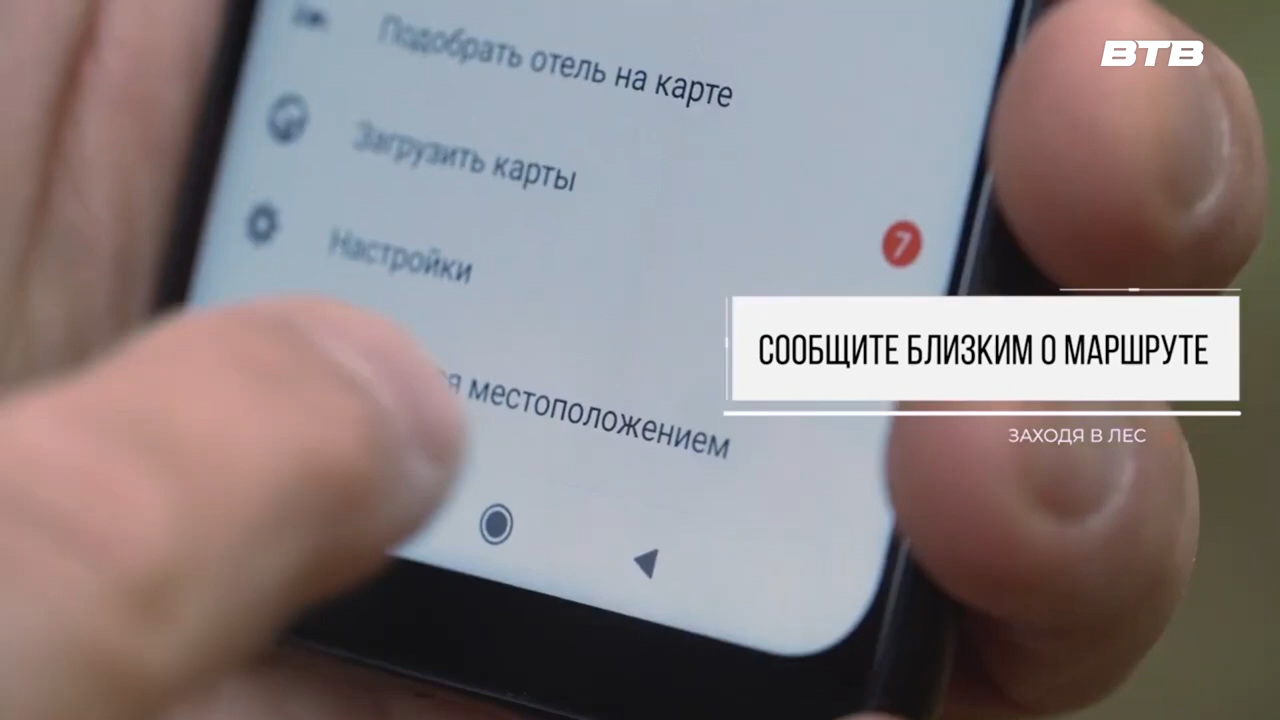 ВТВ
Подобрать отель на карте
Загрузить карты
7
Настройки
местоположением
СООБЩИТЕ БЛИЗКИМ О МАРШРУТЕ
ЗАХОДЯ В ЛЕС